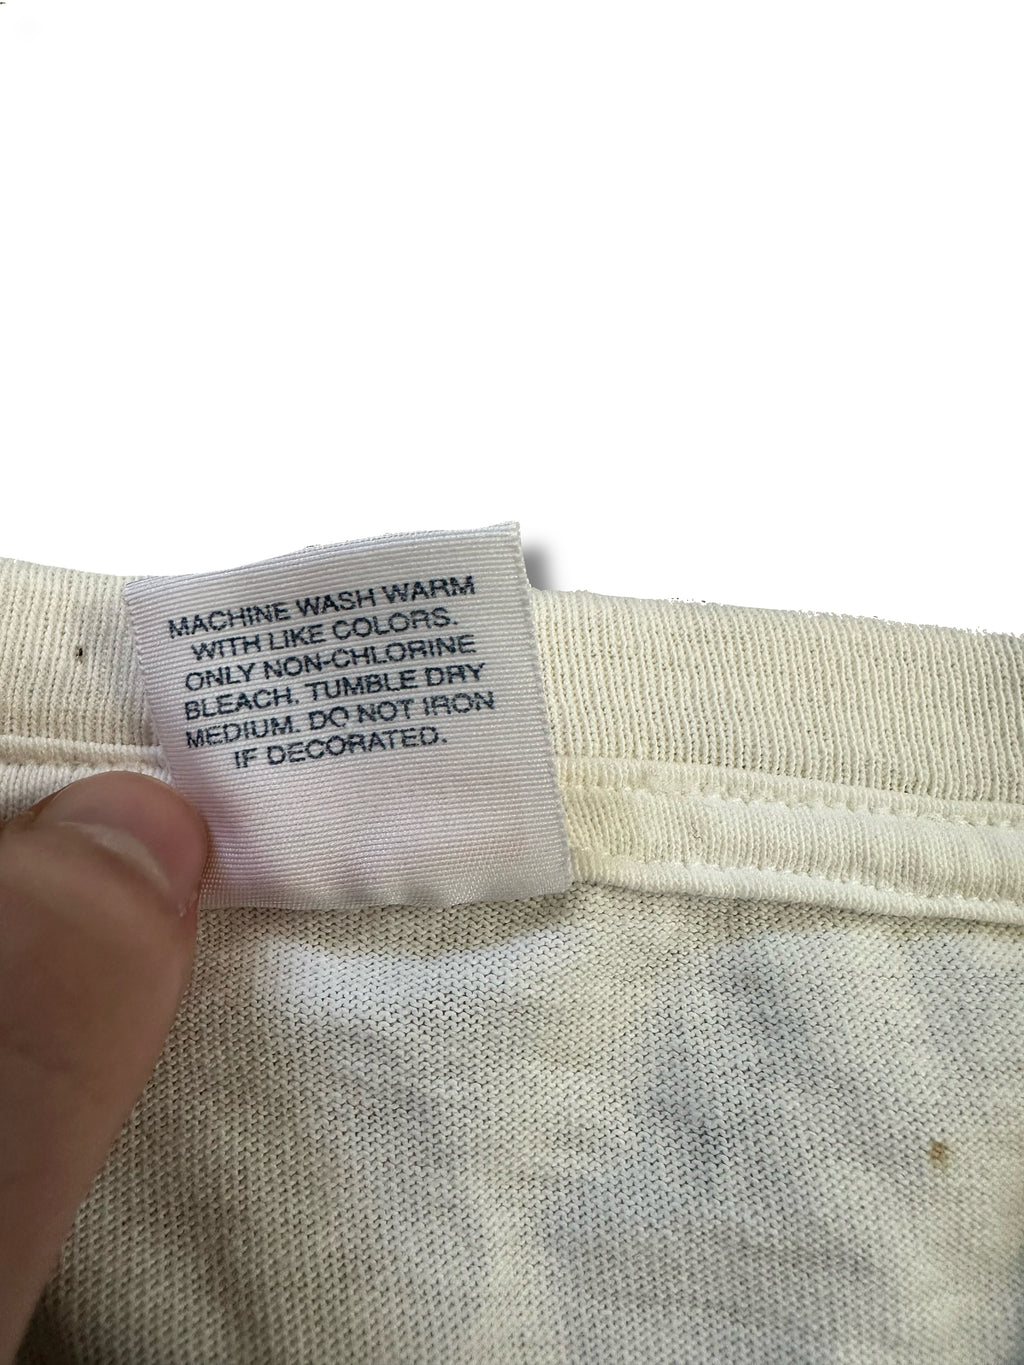 MACHINE WASH WARM
WITH LIKE COLORS.
ONLY NON-CHLORINE
BLEACH. TUMBLE DRY
MEDIUM. DO NOT IRON
IF DECORATED.